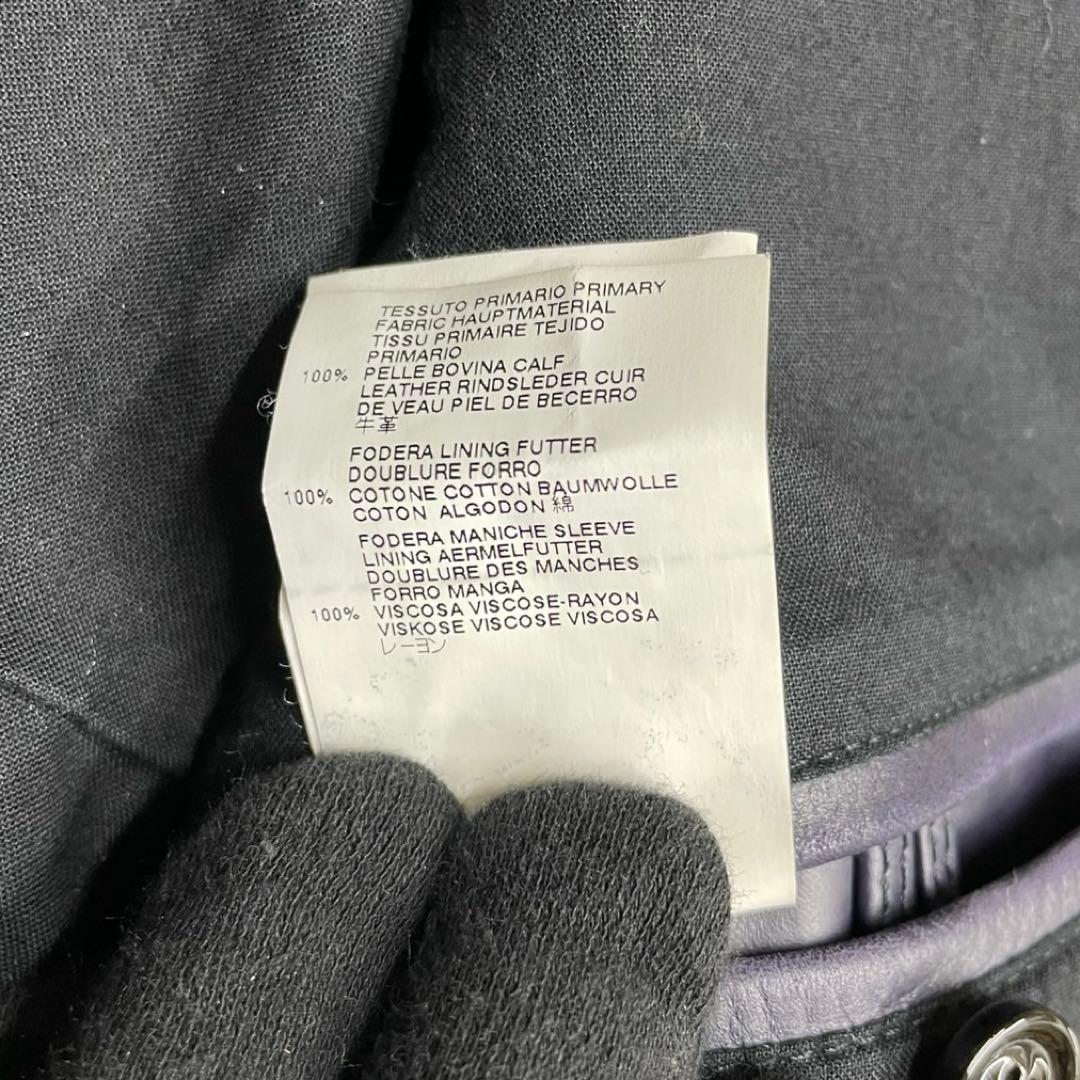 TESSUTO PRIMARIO PRIMARY
FABRIC HAUPTMATERIAL
TISSU PRIMAIRE TEJIDO
PRIMARIO
100% PELLE BOVINA CALF
LEATHER RINDSLEDER CUIR
DE VEAU PIEL DE BECERRO
牛革
FODERA LINING FUTTER
DOUBLURE FORRO
100% COTONE COTTON BAUMWOLLE
COTON ALGODON 綿
FODERA MANICHE SLEEVE
LINING AERMELFUTTER
DOUBLURE DES MANCHES
FORRO MANGA
100% VISCOSA VISCOSE-RAYON
VISKOSE VISCOSE VISCOSA
レーヨン